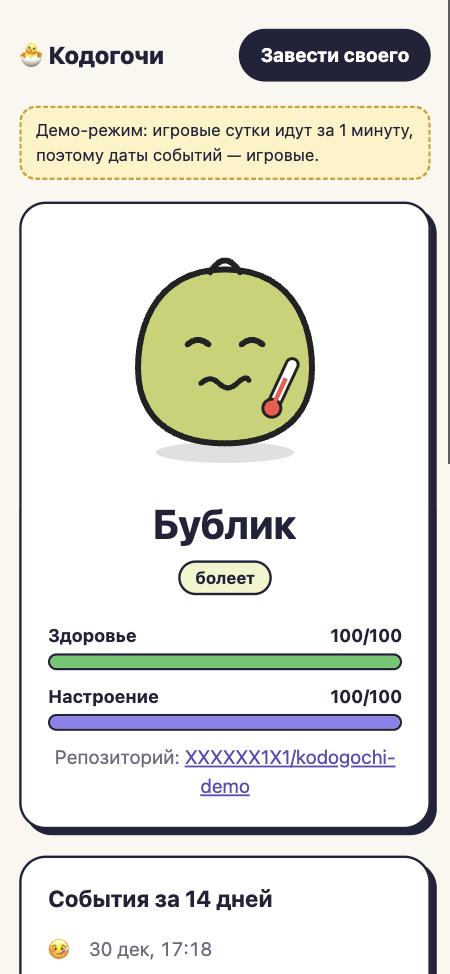 Кодогочи
Завести своего
Демо-режим: игровые сутки идут за 1 минуту,
поэтому даты событий — игровые.
Бублик
болеет
Здоровье 100/100
Настроение 100/100
Репозиторий: XXXXXX1X1/kodogochi-
demo
События за 14 дней
30 дек, 17:18